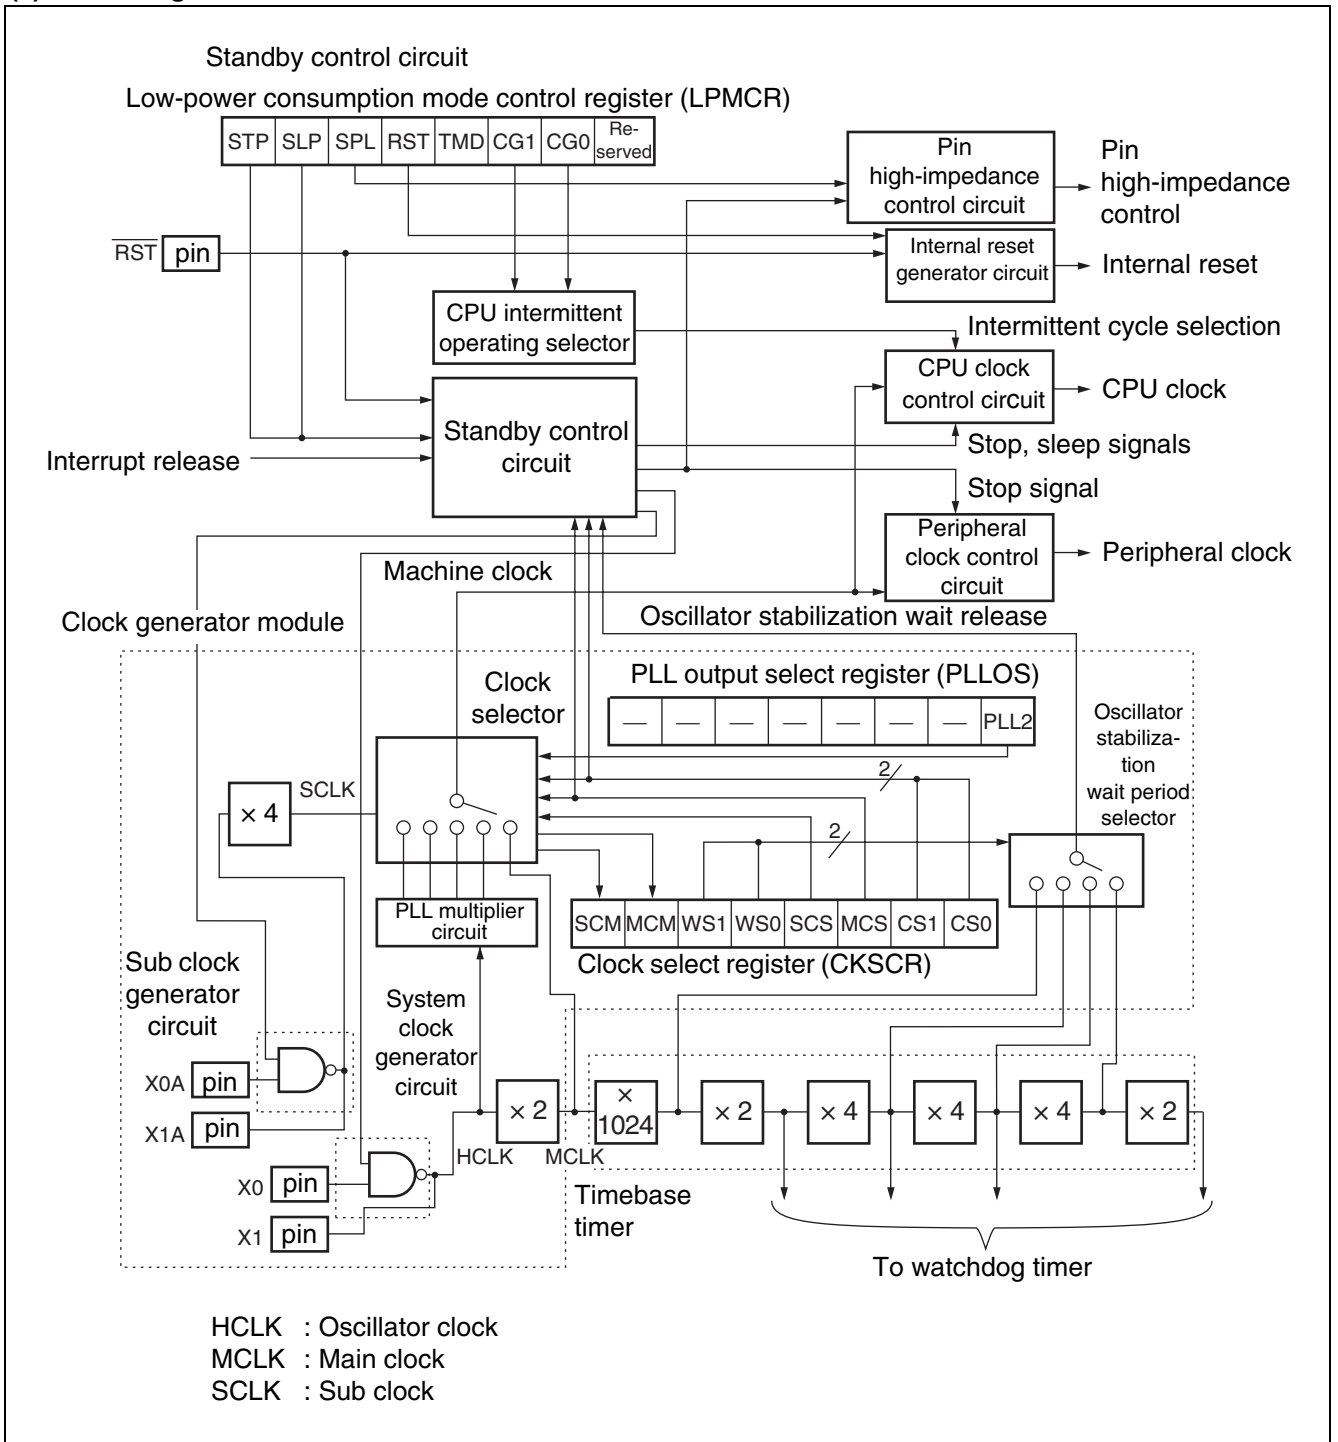 Standby control circuit
Low-power consumption mode control register (LPMCR)
STP SLP SPL RST TMD CG1 CG0 Re-
served
Pin
high-impedance
control circuit
Pin
high-impedance
control
RST pin
Internal reset
generator circuit
Internal reset
CPU intermittent
operating selector
Intermittent cycle selection
CPU clock
control circuit
CPU clock
Standby control
circuit
Stop, sleep signals
Interrupt release
Stop signal
Peripheral
clock control
circuit
Peripheral clock
Machine clock
Clock generator module
Oscillator stabilization wait release
Clock
selector
PLL output select register (PLLOS)
— — — — — — — PLL2
Oscillator
stabiliza-
tion
wait period
selector
2
SCLK
× 4
2
PLL multiplier
circuit
SCM MCM WS1 WS0 SCS MCS CS1 CS0
Clock select register (CKSCR)
Sub clock
generator
circuit
System
clock
generator
circuit
X0A pin
X1A pin
× 2
×
1024
× 2
× 4
× 4
× 4
× 2
HCLK
MCLK
X0 pin
X1 pin
Timebase
timer
To watchdog timer
HCLK : Oscillator clock
MCLK : Main clock
SCLK : Sub clock